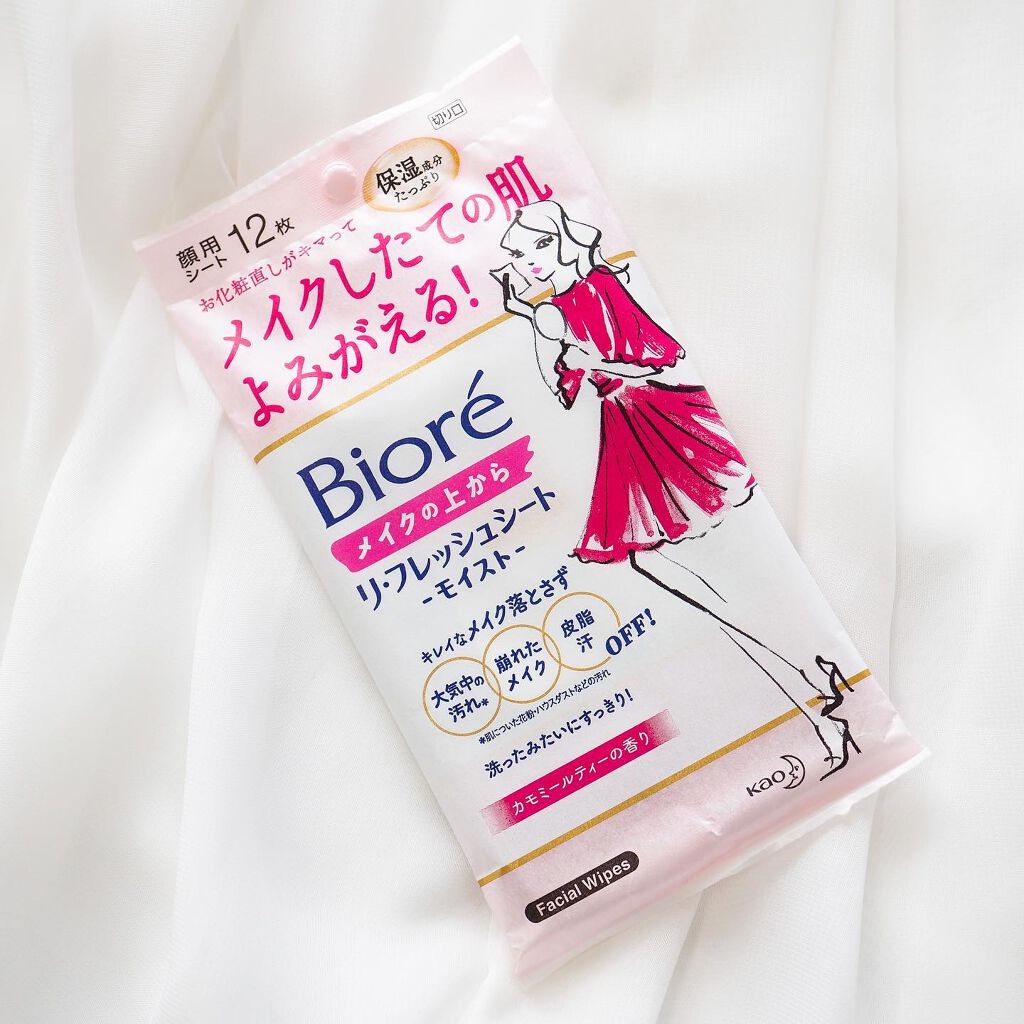 切り口
保湿成分
たっぷり
顔用
シート
12枚
お化粧直しがキマって
メイクしたての肌
よみがえる!
Bioré
メイクの上から
リ・フレッシュシート
-モイスト-
キレイなメイク落とさず
大気中の
汚れ*
崩れた
メイク
皮脂
汗
OFF!
*肌についた花粉・ハウスダストなどの汚れ
洗ったみたいにすっきり!
カモミールティーの香り
Kao
Facial Wipes